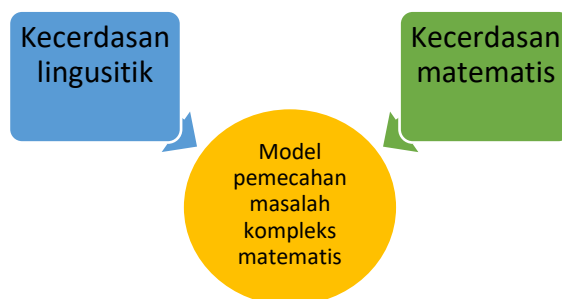 Kecerdasan
lingusitik
Kecerdasan
matematis
Model
pemecahan
masalah
kompleks
matematis